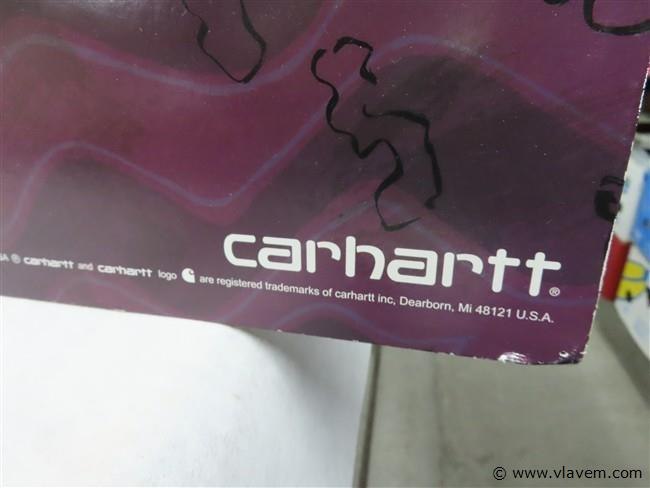 carhartt®
SA ® carhartt and carhartt logo are registered trademarks of carhartt inc, Dearborn, Mi 48121 U.S.A.
© www.vlavem.com